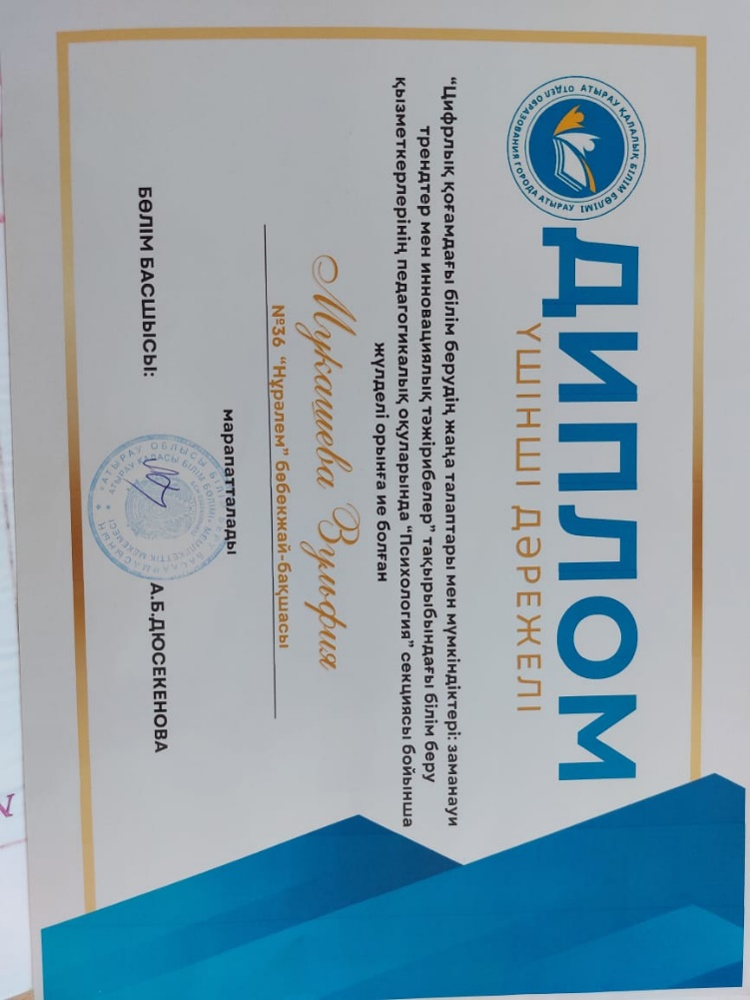 АТЫРАУ ҚАЛАЛЫҚ БІЛІМ БӨЛІМІ
ОТДЕЛ ОБРАЗОВАНИЯ ГОРОДА АТЫРАУ
ДИПЛОМ
ҮШІНШІ ДӘРЕЖЕЛІ
“Цифрлық қоғамдағы білім берудің жаңа талаптары мен мүмкіндіктері: заманауи
трендтер мен инновациялық тәжірибелер” тақырыбындағы білім беру
қызметкерлерінің педагогикалық оқуларында “Психология” секциясы бойынша
жүлделі орынға ие болған
Мукашева Зульфия
№36 “Нұрәлем” бөбекжай-бақшасы
марапатталады
БӨЛІМ БАСШЫСЫ:
А.Б.ДЮСЕКЕНОВА